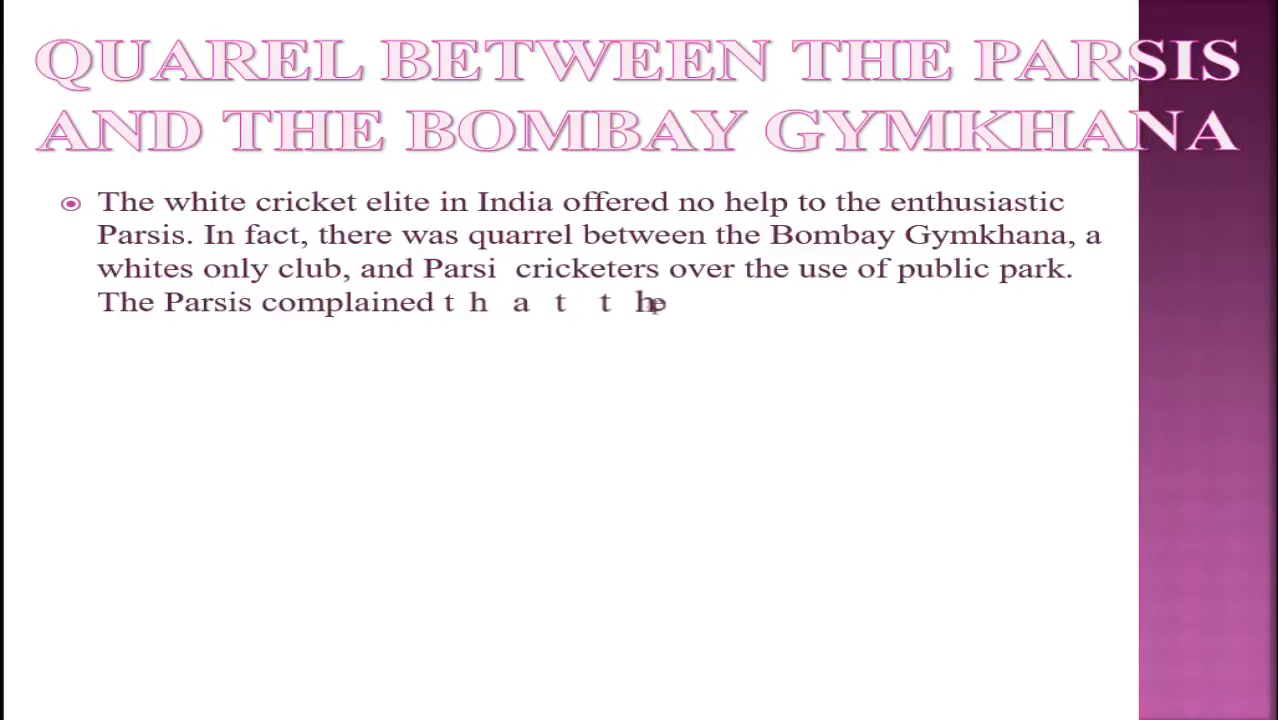 QUAREL BETWEEN THE PARSIS
AND THE BOMBAY GYMKHANA
The white cricket elite in India offered no help to the enthusiastic
Parsis. In fact, there was quarrel between the Bombay Gymkhana, a
whites only club, and Parsi cricketers over the use of public park.
The Parsis complained that